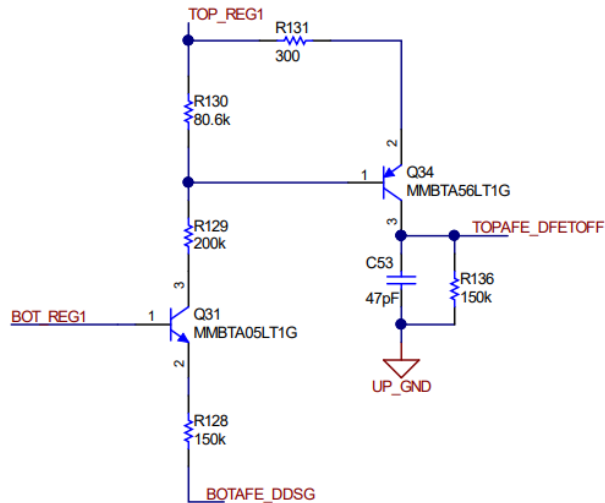 TOP_REG1
R131
300
R130
80.6k
2
1
Q34
MMBTA56LT1G
3
TOPAFE_DFETOFF
R129
200k
C53
47pF
R136
150k
3
BOT_REG1
1
Q31
MMBTA05LT1G
2
UP_GND
R128
150k
BOTAFE_DDSG